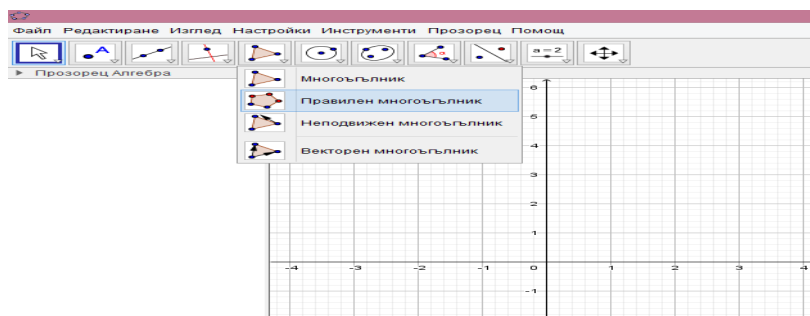 Файл Редактиране Изглед Настройки Инструменти Прозорец Помощ
A
a=2
Прозорец Алгебра
Многоъгълник
Правилен многоъгълник
Неподвижен многоъгълник
Векторен многоъгълник
6
5
4
3
2
1
-4 -3 -2 -1 0 1 2 3 4
-1